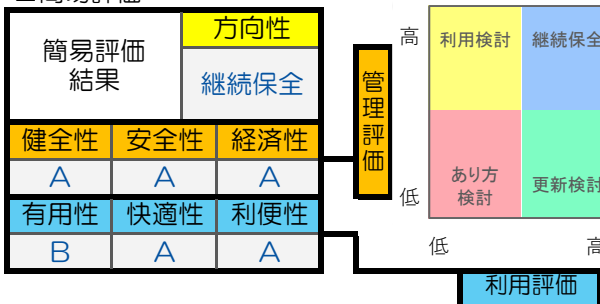 簡易評価
結果
方向性
継続保全
健全性 安全性 経済性
A A A
有用性 快適性 利便性
B A A
管理評価
高
低
利用検討 継続保全
あり方
検討
更新検討
低 高
利用評価